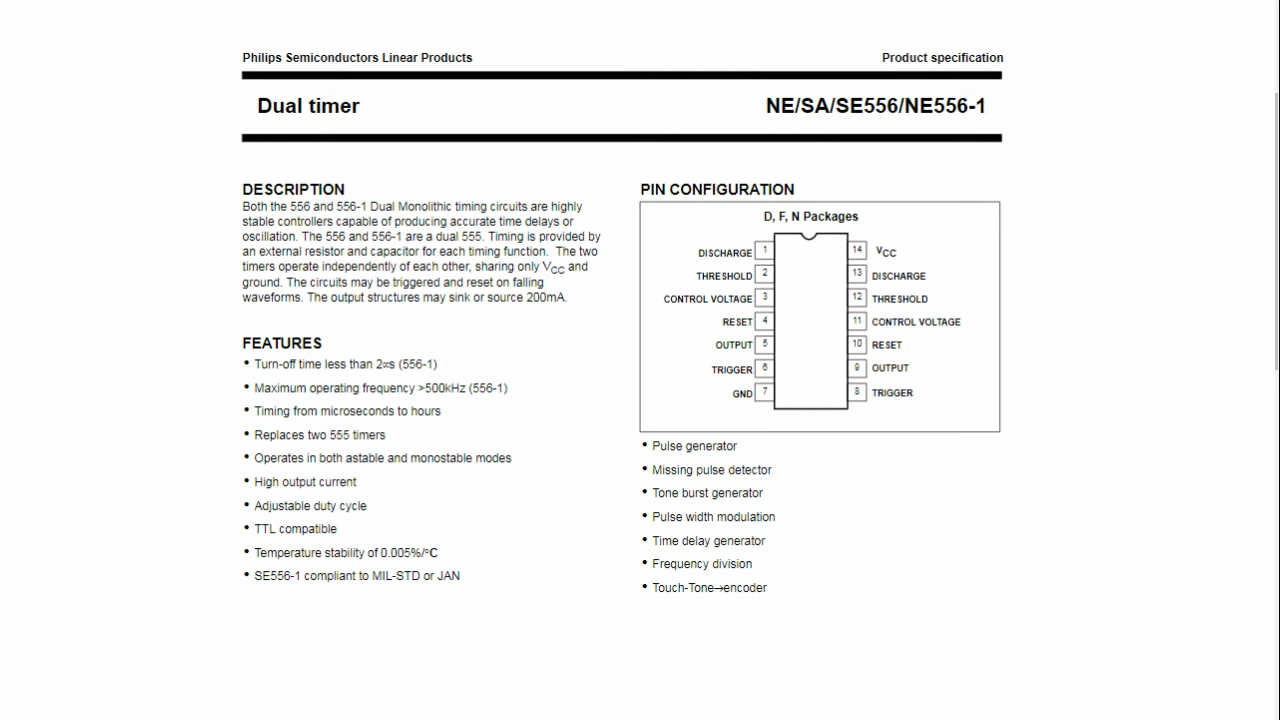 Philips Semiconductors Linear Products
Product specification
Dual timer
NE/SA/SE556/NE556-1
DESCRIPTION
Both the 556 and 556-1 Dual Monolithic timing circuits are highly
stable controllers capable of producing accurate time delays or
oscillation. The 556 and 556-1 are a dual 555. Timing is provided by
an external resistor and capacitor for each timing function. The two
timers operate independently of each other, sharing only VCC and
ground. The circuits may be triggered and reset on falling
waveforms. The output structures may sink or source 200mA.
FEATURES
• Turn-off time less than 2∝s (556-1)
• Maximum operating frequency >500kHz (556-1)
• Timing from microseconds to hours
• Replaces two 555 timers
• Operates in both astable and monostable modes
• High output current
• Adjustable duty cycle
• TTL compatible
• Temperature stability of 0.005%/°C
• SE556-1 compliant to MIL-STD or JAN
PIN CONFIGURATION
D, F, N Packages
DISCHARGE 1 14 VCC
THRESHOLD 2 13 DISCHARGE
CONTROL VOLTAGE 3 12 THRESHOLD
RESET 4 11 CONTROL VOLTAGE
OUTPUT 5 10 RESET
TRIGGER 6 9 OUTPUT
GND 7 8 TRIGGER
• Pulse generator
• Missing pulse detector
• Tone burst generator
• Pulse width modulation
• Time delay generator
• Frequency division
• Touch-Tone→encoder